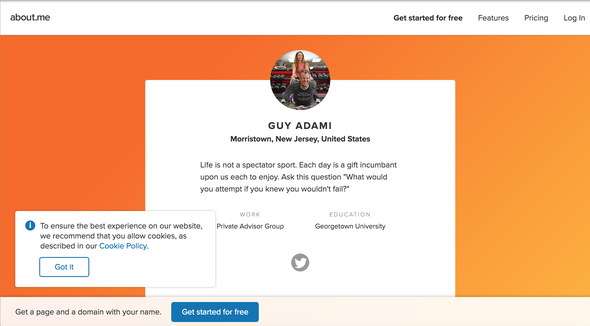 about.me
Get started for free Features Pricing Log In
GUY ADAMI
Morristown, New Jersey, United States
Life is not a spectator sport. Each day is a gift incumbent
upon us each to enjoy. Ask this question "What would
you attempt if you knew you wouldn't fail?"
WORK EDUCATION
Private Advisor Group Georgetown University
To ensure the best experience on our website,
we recommend that you allow cookies, as
described in our Cookie Policy.
Got it
Get a page and a domain with your name. Get started for free